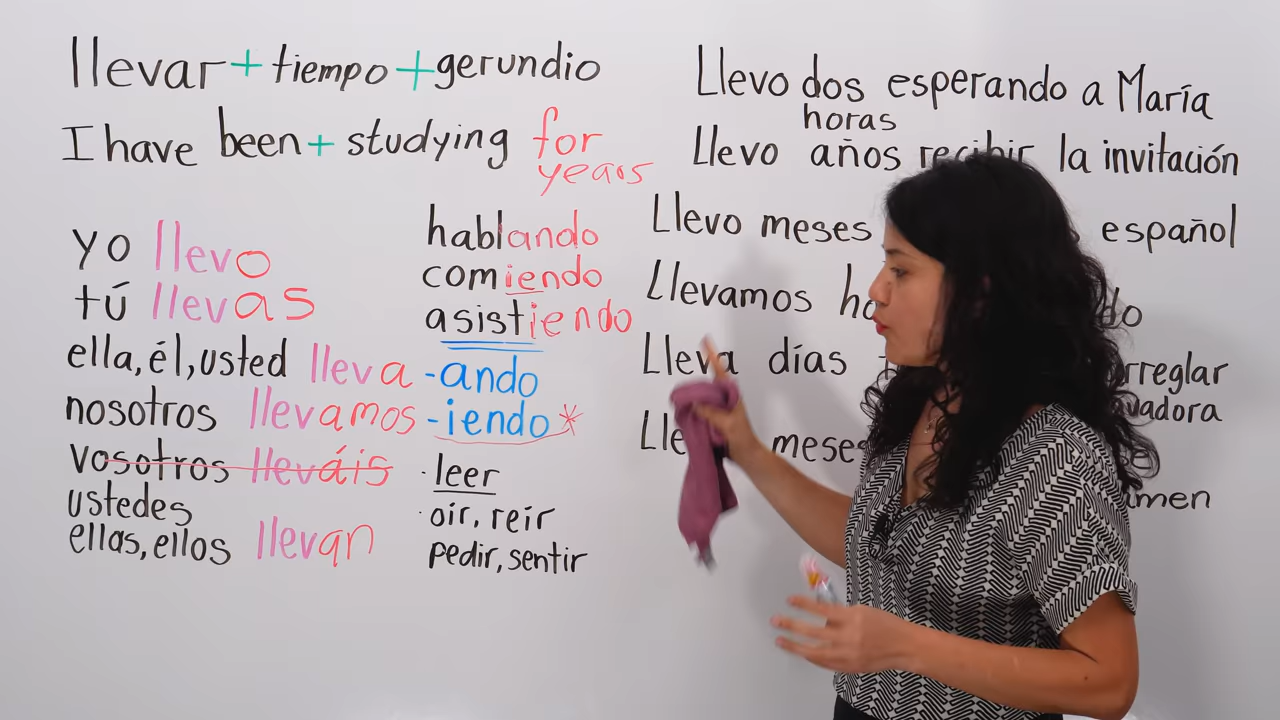 llevar + tiempo + gerundio
I have been + studying for years
yo llevo
tú llevas
ella, él, usted lleva
nosotros llevamos
vosotros lleváis
ustedes
ellas, ellos llevan
hablando
comiendo
asistiendo
-ando
-iendo*
· leer
· oír, reír
pedir, sentir
Llevo dos horas esperando a María
Llevo años recibir la invitación
Llevo meses español
Llevamos
Lleva días arreglar
meses